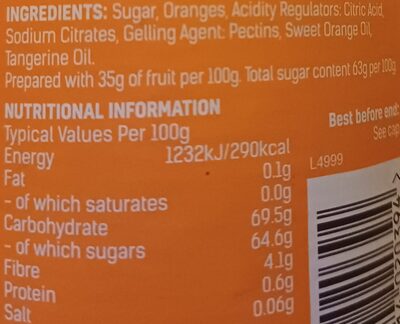 INGREDIENTS: Sugar, Oranges, Acidity Regulators: Citric Acid,
Sodium Citrates, Gelling Agent: Pectins, Sweet Orange Oil,
Tangerine Oil.
Prepared with 35g of fruit per 100g. Total sugar content 63g per 100g
NUTRITIONAL INFORMATION
Typical Values Per 100g
Energy 1232kJ/290kcal
Fat 0.1g
- of which saturates 0.0g
Carbohydrate 69.5g
- of which sugars 64.6g
Fibre 4.1g
Protein 0.6g
Salt 0.06g
Best before end:
See cap
L4999